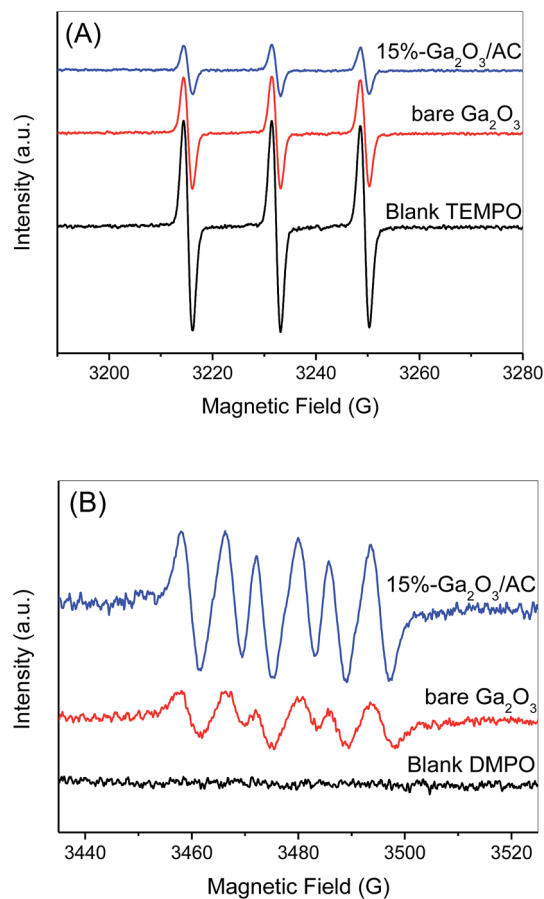 (A)
15%-Ga₂O₃/AC
bare Ga₂O₃
Blank TEMPO
Intensity (a.u.)
3200 3220 3240 3260 3280
Magnetic Field (G)
(B)
15%-Ga₂O₃/AC
bare Ga₂O₃
Blank DMPO
Intensity (a.u.)
3440 3460 3480 3500 3520
Magnetic Field (G)